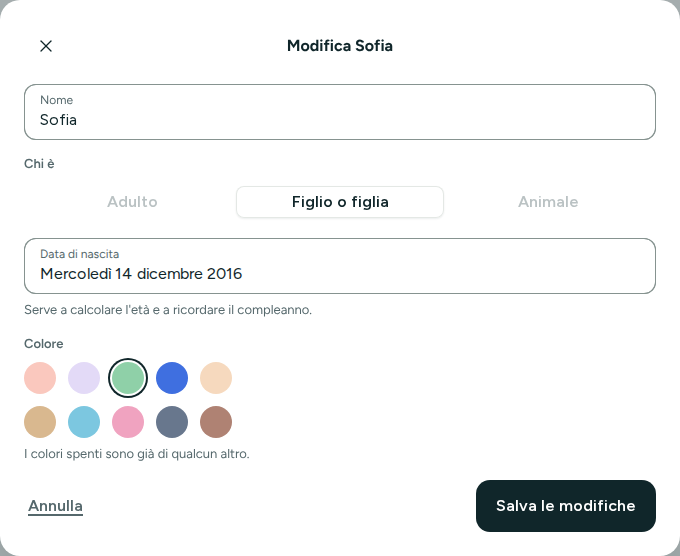 Modifica Sofia
Nome
Sofia
Chi è
Adulto
Figlio o figlia
Animale
Data di nascita
Mercoledì 14 dicembre 2016
Serve a calcolare l'età e a ricordare il compleanno.
Colore
I colori spenti sono già di qualcun altro.
Annulla
Salva le modifiche